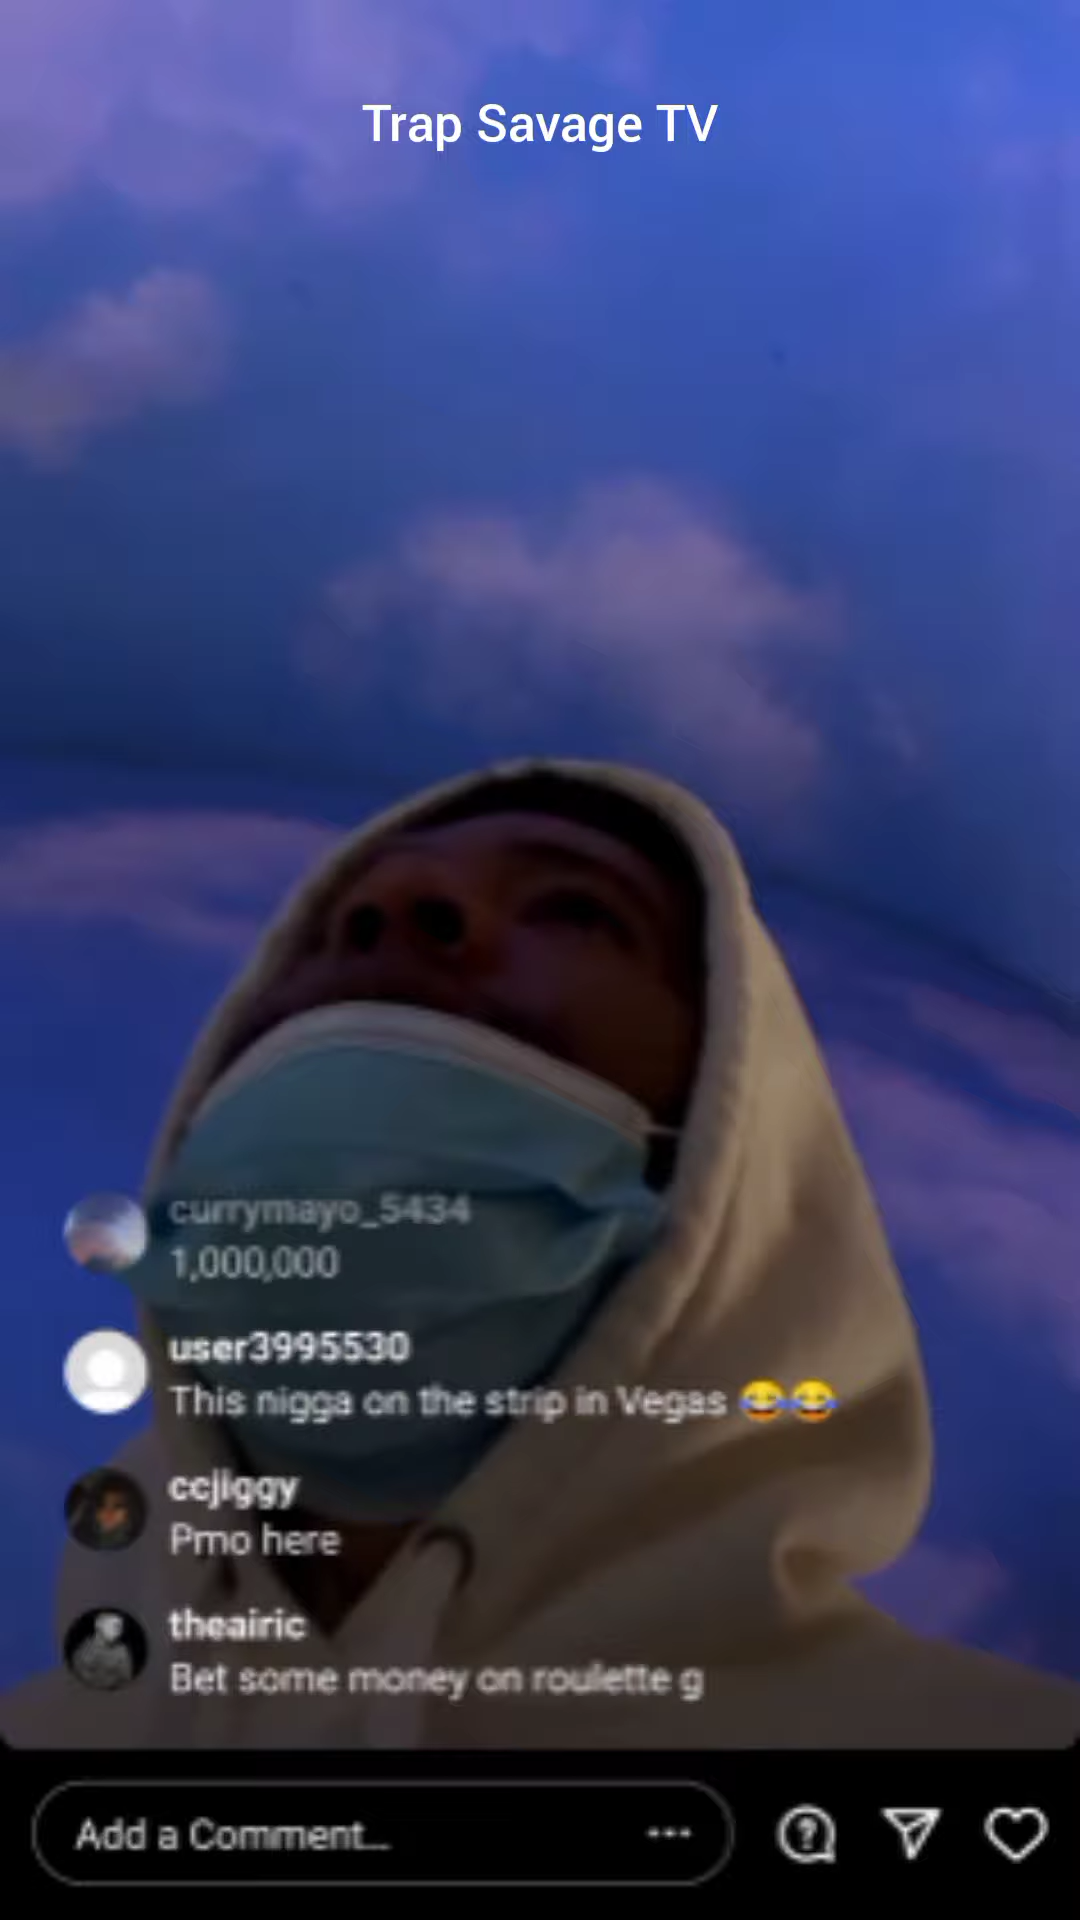 Trap Savage TV
currymayo_5434
1,000,000
user3995530
This nigga on the strip in Vegas 😂😂
ccjiggy
Pmo here
theairic
Bet some money on roulette g
Add a Comment...